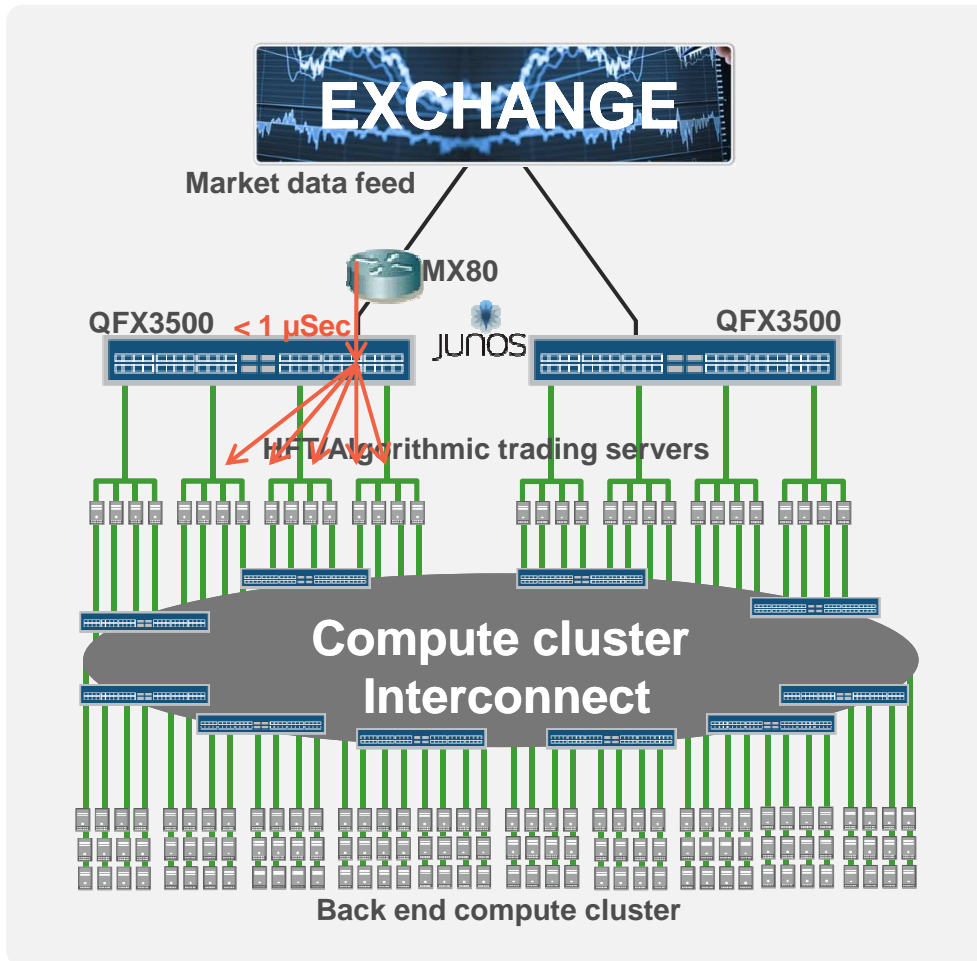 EXCHANGE
Market data feed
MX80
QFX3500
< 1 µSec
JUNOS
QFX3500
HFT/Algorithmic trading servers
Compute cluster
Interconnect
Back end compute cluster